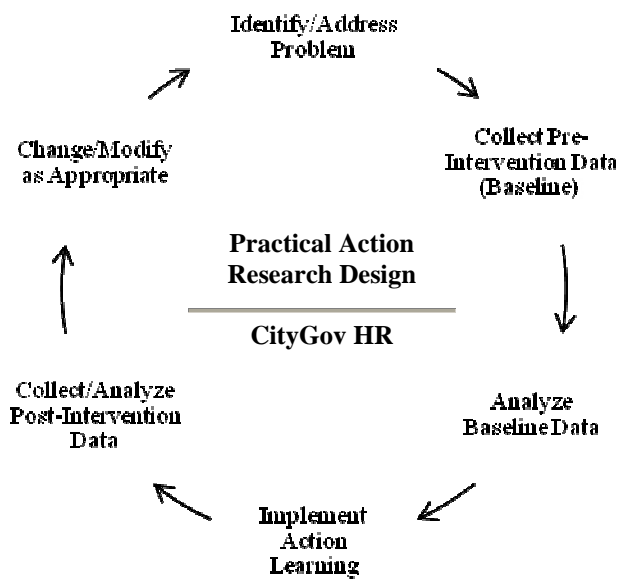 Identify/Address
Problem
Collect Pre-
Intervention Data
(Baseline)
Analyze
Baseline Data
Implement
Action
Learning
Collect/Analyze
Post-Intervention
Data
Change/Modify
as Appropriate
Practical Action
Research Design
CityGov HR